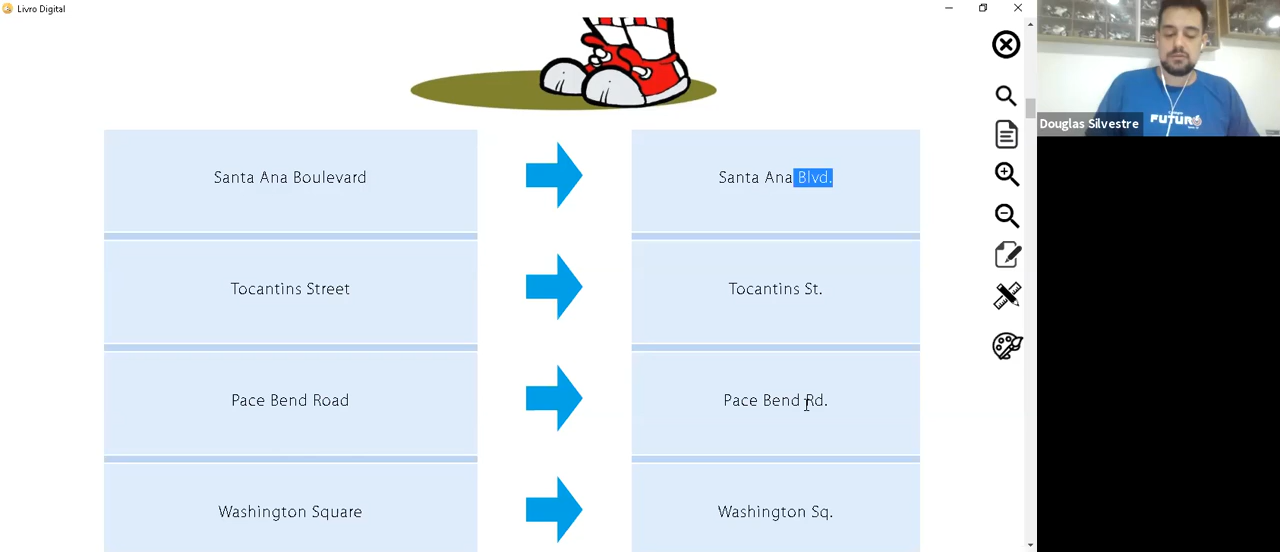 Livro Digital
Santa Ana Boulevard
Santa Ana Blvd.
Tocantins Street
Tocantins St.
Pace Bend Road
Pace Bend Rd.
Washington Square
Washington Sq.
Douglas Silvestre
FUTURO